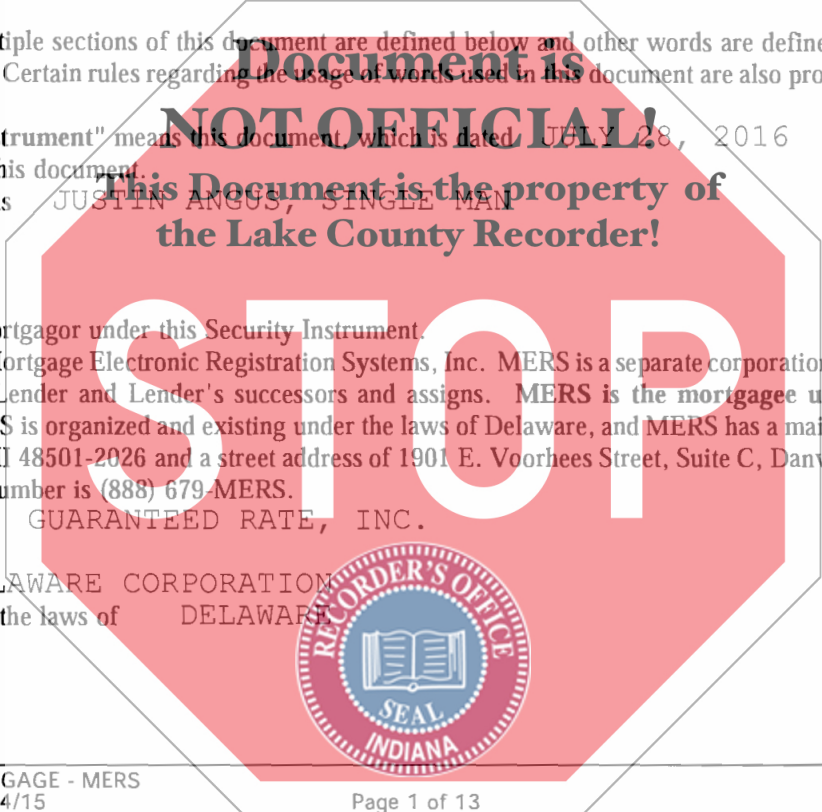 tiple sections of this document are defined below and other words are define
Certain rules regarding the usage of words used in this document are also pro
Document is
NOT OFFICIAL!
This Document is the property of
the Lake County Recorder!
trument" means this document, which is dated JULY 28, 2016
his document.
s JUSTIN ANGUS, SINGLE MAN
STOP
rtgagor under this Security Instrument.
ortgage Electronic Registration Systems, Inc. MERS is a separate corporation
Lender and Lender's successors and assigns. MERS is the mortgagee u
S is organized and existing under the laws of Delaware, and MERS has a mai
I 48501-2026 and a street address of 1901 E. Voorhees Street, Suite C, Danv
umber is (888) 679-MERS.
GUARANTEED RATE, INC.
LAWARE CORPORATION
the laws of DELAWARE
RECORDER'S OFFICE
SEAL
INDIANA
GAGE - MERS
4/15
Page 1 of 13